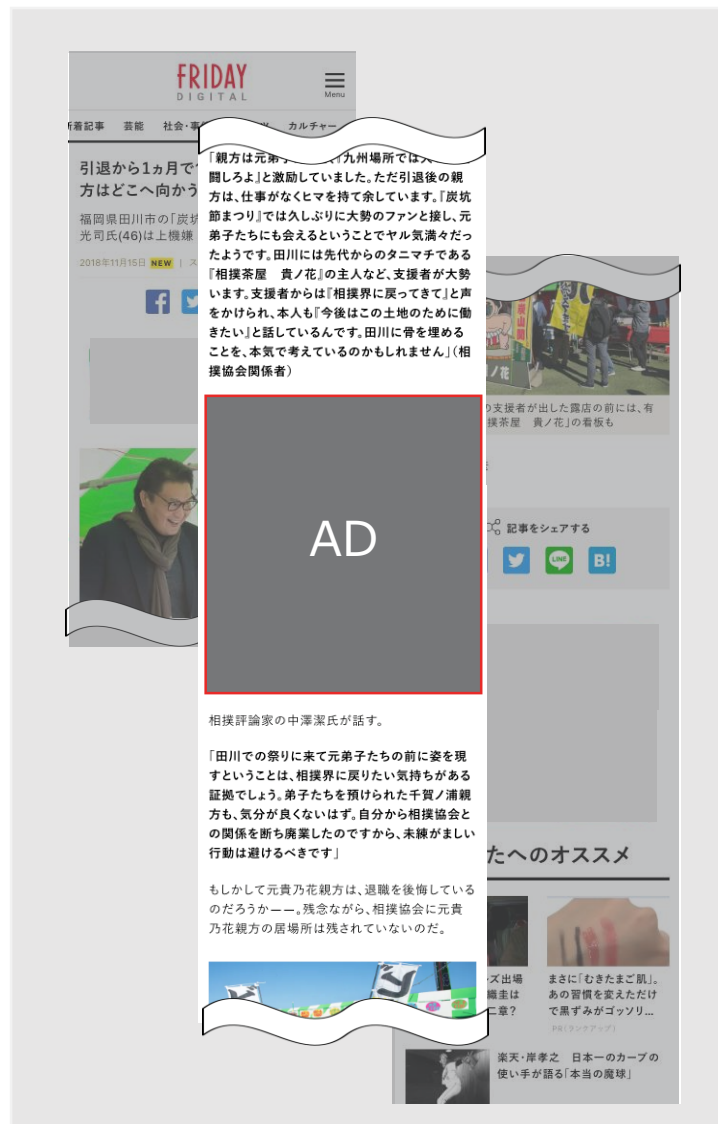 FRIDAY
DIGITAL
Menu
新着記事 芸能 社会・事 カルチャー
引退から1ヵ月で
方はどこへ向かう
福岡県田川市の「炭坑
光司氏(46)は上機嫌
2018年11月15日 NEW | ス
「親方は元弟子
『九州場所では
闘しろよ』と激励していました。ただ引退後の親
方は、仕事がなくヒマを持て余しています。『炭坑
節まつり』では久しぶりに大勢のファンと接し、元
弟子たちにも会えるということでヤル気満々だっ
たようです。田川には先代からのタニマチである
『相撲茶屋 貴ノ花』の主人など、支援者が大勢
います。支援者からは『相撲界に戻ってきて』と声
をかけられ、本人も『今後はこの土地のために働
きたい』と話しているんです。田川に骨を埋める
ことを、本気で考えているのかもしれません」(相
撲協会関係者)
AD
相撲評論家の中澤潔氏が話す。
「田川での祭りに来て元弟子たちの前に姿を現
すということは、相撲界に戻りたい気持ちがある
証拠でしょう。弟子たちを預けられた千賀ノ浦親
方も、気分が良くないはず。自分から相撲協会と
の関係を断ち廃業したのですから、未練がましい
行動は避けるべきです」
もしかして元貴乃花親方は、退職を後悔している
のだろうか——。残念ながら、相撲協会に元貴
乃花親方の居場所は残されていないのだ。
の支援者が出した露店の前には、有
撲茶屋 貴ノ花」の看板も
記事をシェアする
LINE
B!
たへのオススメ
ズ出場
織圭は
二章?
まさに「むきたまご肌」。
あの習慣を変えただけ
で黒ずみがゴッソリ...
PR(ランクアップ)
楽天・岸孝之 日本一のカーブの
使い手が語る「本当の魔球」